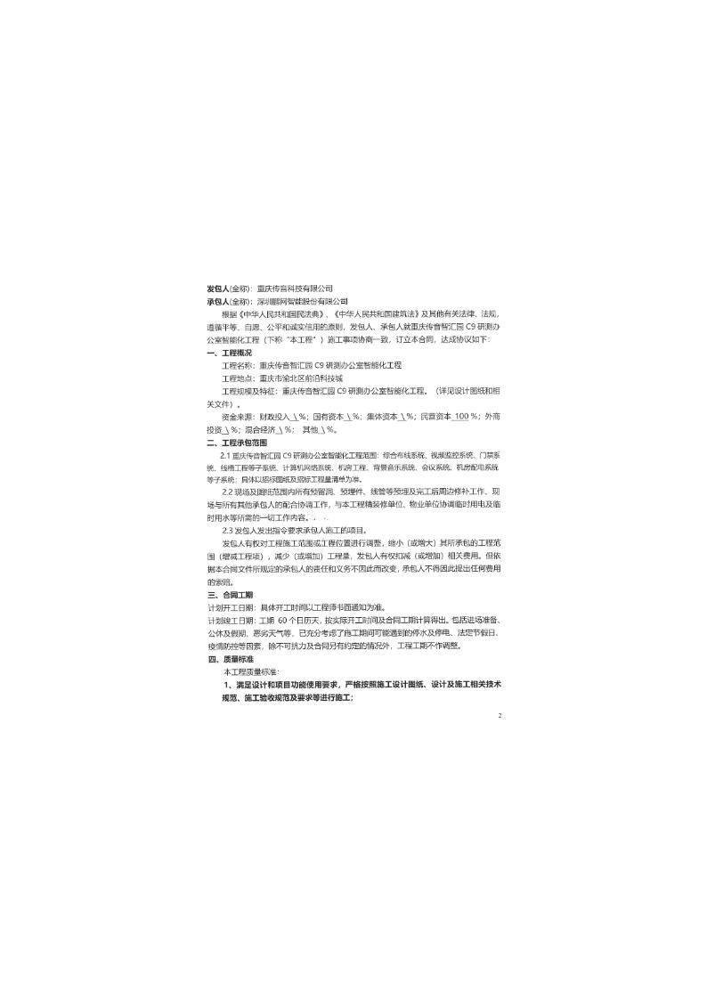 发包人(全称)：重庆传音科技有限公司
承包人(全称)：深圳鹏网智能股份有限公司
根据《中华人民共和国民法典》、《中华人民共和国建筑法》及其他有关法律、法规，
遵循平等、自愿、公平和诚实信用的原则，发包人、承包人就重庆传音智汇园 C9 研测办
公室智能化工程（下称“本工程”）施工事项协商一致，订立本合同，达成协议如下：
一、工程概况
工程名称：重庆传音智汇园 C9 研测办公室智能化工程
工程地点：重庆市渝北区前沿科技城
工程规模及特征：重庆传音智汇园 C9 研测办公室智能化工程。（详见设计图纸和相
关文件）。
资金来源：财政投入 \ %；国有资本 \ %；集体资本 \ %；民营资本 100 %；外商
投资 \ %；混合经济 \ %； 其他 \ %。
二、工程承包范围
2.1 重庆传音智汇园 C9 研测办公室智能化工程范围：综合布线系统、视频监控系统、门禁系
统、线槽工程等子系统、计算机网络系统、机房工程、背景音乐系统、会议系统、机房配电系统
等子系统；具体以招标图纸及招标工程量清单为准。
2.2 现场及图纸范围内所有预留洞、预埋件、线管等预埋及完工后周边修补工作、现
场与所有其他承包人的配合协调工作，与本工程精装修单位、物业单位协调临时用电及临
时用水等所需的一切工作内容。
2.3 发包人发出指令要求承包人施工的项目。
发包人有权对工程施工范围或工程位置进行调整，缩小（或增大）其所承包的工程范
围（增减工程项），减少（或增加）工程量，发包人有权扣减（或增加）相关费用。但依
据本合同文件所规定的承包人的责任和义务不因此而改变，承包人不得因此提出任何费用
的索赔。
三、合同工期
计划开工日期：具体开工时间以工程师书面通知为准。
计划竣工日期：工期 60 个日历天，按实际开工时间及合同工期计算得出。包括进场准备、
公休及假期、恶劣天气等，已充分考虑了施工期间可能遇到的停水及停电、法定节假日、
疫情防控等因素，除不可抗力及合同另有约定的情况外，工程工期不作调整。
四、质量标准
本工程质量标准：
1、满足设计和项目功能使用要求，严格按照施工设计图纸、设计及施工相关技术
规范、施工验收规范及要求等进行施工；
2